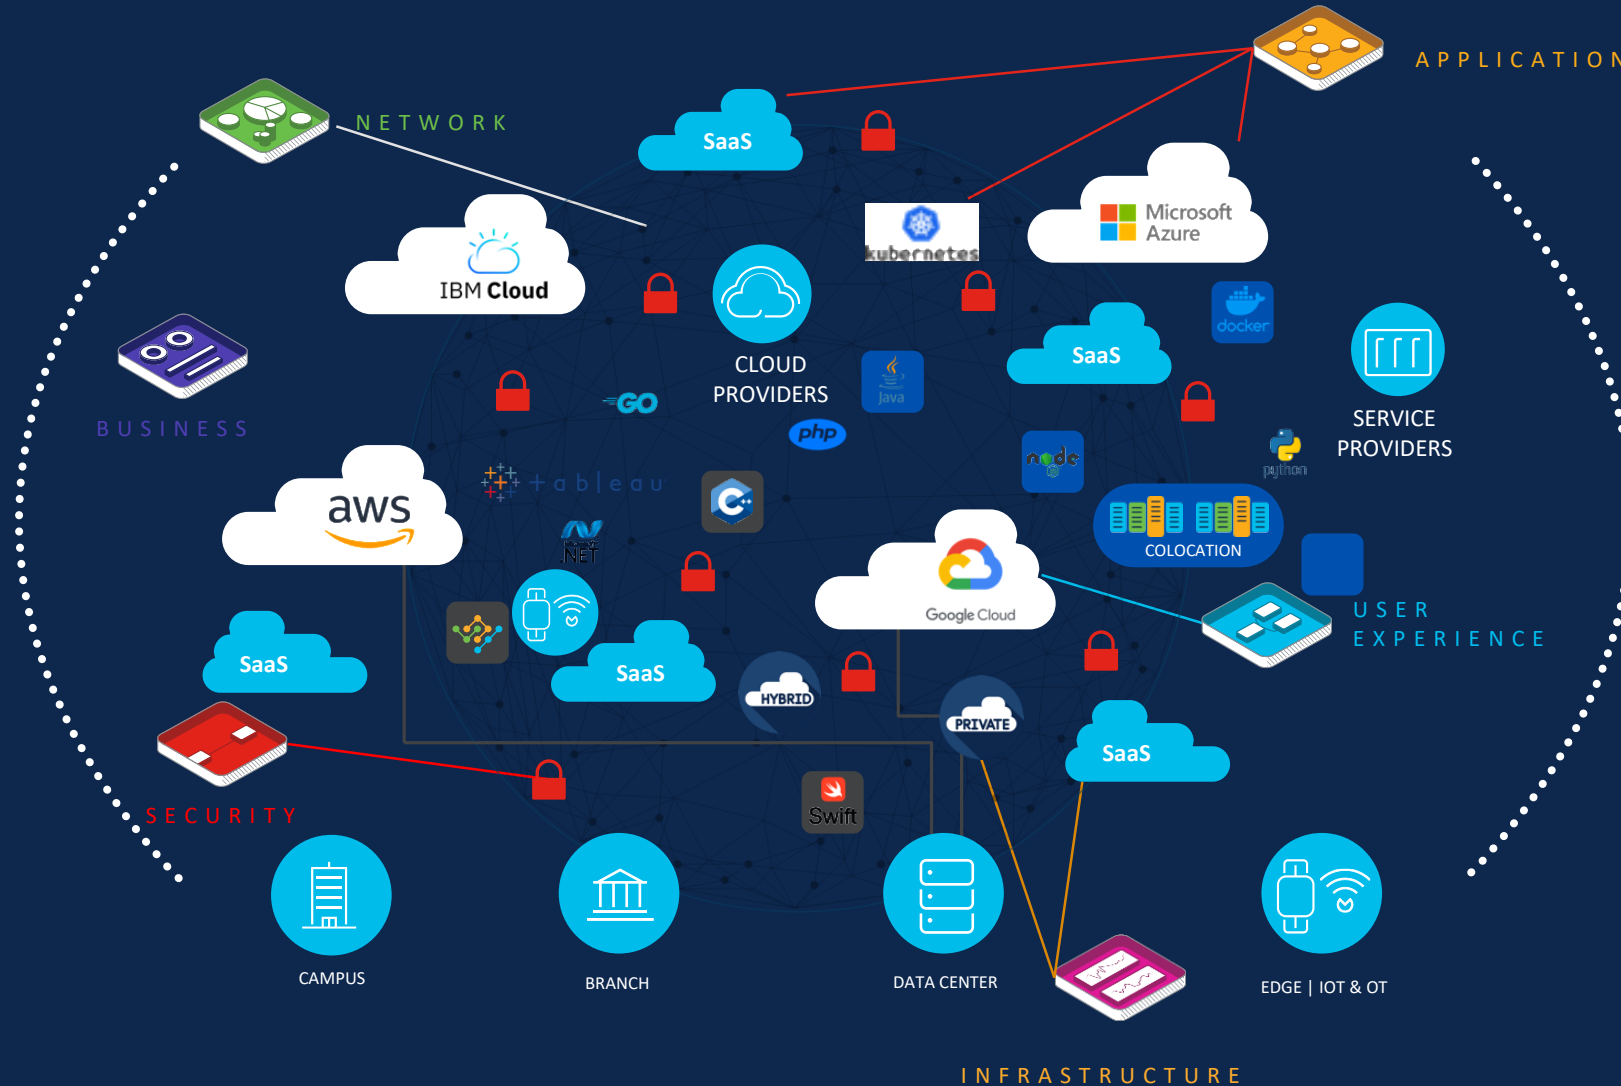 APPLICATION
NETWORK
SaaS
Microsoft
Azure
kubernetes
IBM Cloud
docker
CLOUD
PROVIDERS
SaaS
Java
GO
SERVICE
PROVIDERS
php
BUSINESS
node
python
+ableau
aws
C++
.NET
COLOCATION
Google Cloud
USER
EXPERIENCE
SaaS
SaaS
HYBRID
PRIVATE
SaaS
Swift
SECURITY
CAMPUS
BRANCH
DATA CENTER
EDGE | IOT & OT
INFRASTRUCTURE